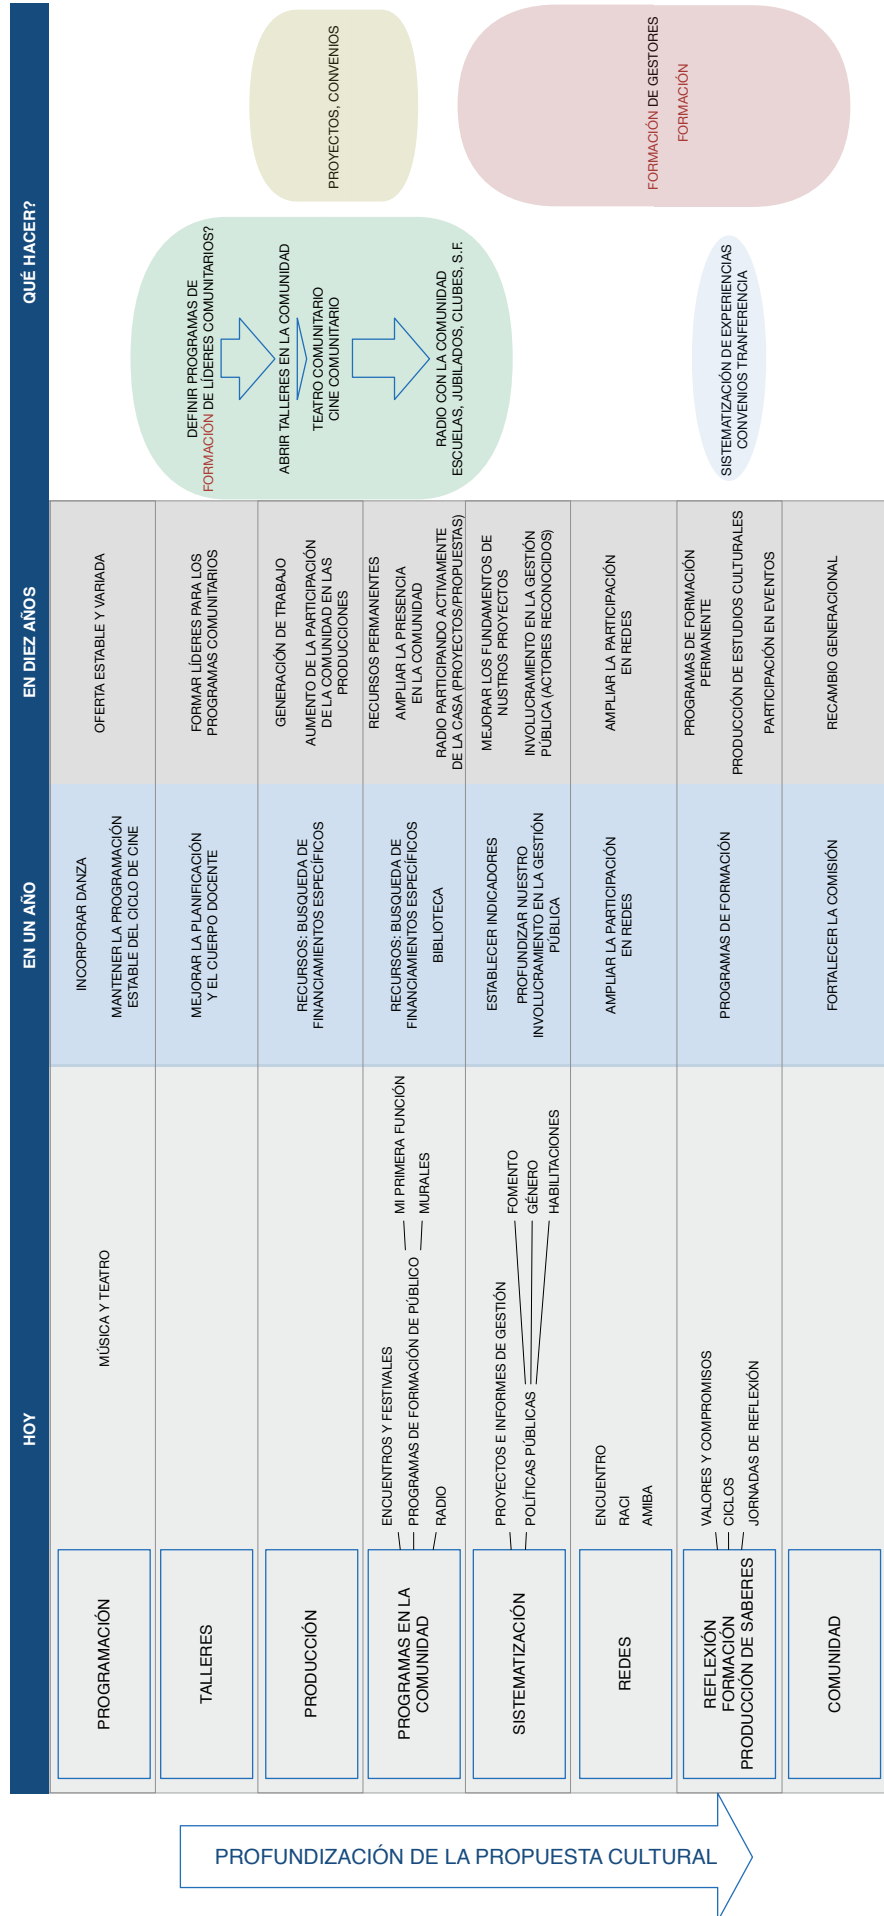 HOY
EN UN AÑO
EN DIEZ AÑOS
QUÉ HACER?
PROGRAMACIÓN
MÚSICA Y TEATRO
INCORPORAR DANZA
MANTENER LA PROGRAMACIÓN
ESTABLE DEL CICLO DE CINE
OFERTA ESTABLE Y VARIADA
TALLERES
MEJORAR LA PLANIFICACIÓN
Y EL CUERPO DOCENTE
FORMAR LÍDERES PARA LOS
PROGRAMAS COMUNITARIOS
PRODUCCIÓN
RECURSOS: BUSQUEDA DE
FINANCIAMIENTOS ESPECÍFICOS
GENERACIÓN DE TRABAJO
AUMENTO DE LA PARTICIPACIÓN
DE LA COMUNIDAD EN LAS
PRODUCCIONES
PROGRAMAS EN LA
COMUNIDAD
ENCUENTROS Y FESTIVALES
PROGRAMAS DE FORMACIÓN DE PÚBLICO
RADIO
MI PRIMERA FUNCIÓN
MURALES
RECURSOS: BUSQUEDA DE
FINANCIAMIENTOS ESPECÍFICOS
BIBLIOTECA
RECURSOS PERMANENTES
AMPLIAR LA PRESENCIA
EN LA COMUNIDAD
RADIO PARTICIPANDO ACTIVAMENTE
DE LA CASA (PROYECTOS/PROPUESTAS)
SISTEMATIZACIÓN
PROYECTOS E INFORMES DE GESTIÓN
POLÍTICAS PÚBLICAS
FOMENTO
GÉNERO
HABILITACIONES
ESTABLECER INDICADORES
PROFUNDIZAR NUESTRO
INVOLUCRAMIENTO EN LA GESTIÓN
PÚBLICA
MEJORAR LOS FUNDAMENTOS DE
NUSTROS PROYECTOS
INVOLUCRAMIENTO EN LA GESTIÓN
PÚBLICA (ACTORES RECONOCIDOS)
REDES
ENCUENTRO
RACI
AMIBA
AMPLIAR LA PARTICIPACIÓN
EN REDES
AMPLIAR LA PARTICIPACIÓN
EN REDES
REFLEXIÓN
FORMACIÓN
PRODUCCIÓN DE SABERES
VALORES Y COMPROMISOS
CICLOS
JORNADAS DE REFLEXIÓN
PROGRAMAS DE FORMACIÓN
PROGRAMAS DE FORMACIÓN
PERMANENTE
PRODUCCIÓN DE ESTUDIOS CULTURALES
PARTICIPACIÓN EN EVENTOS
COMUNIDAD
FORTALECER LA COMISIÓN
RECAMBIO GENERACIONAL
DEFINIR PROGRAMAS DE
FORMACIÓN DE LÍDERES COMUNITARIOS?
ABRIR TALLERES EN LA COMUNIDAD
TEATRO COMUNITARIO
CINE COMUNITARIO
RADIO CON LA COMUNIDAD
ESCUELAS, JUBILADOS, CLUBES, S.F.
PROYECTOS, CONVENIOS
SISTEMATIZACIÓN DE EXPERIENCIAS
CONVENIOS TRANFERENCIA
FORMACIÓN DE GESTORES
FORMACIÓN
PROFUNDIZACIÓN DE LA PROPUESTA CULTURAL